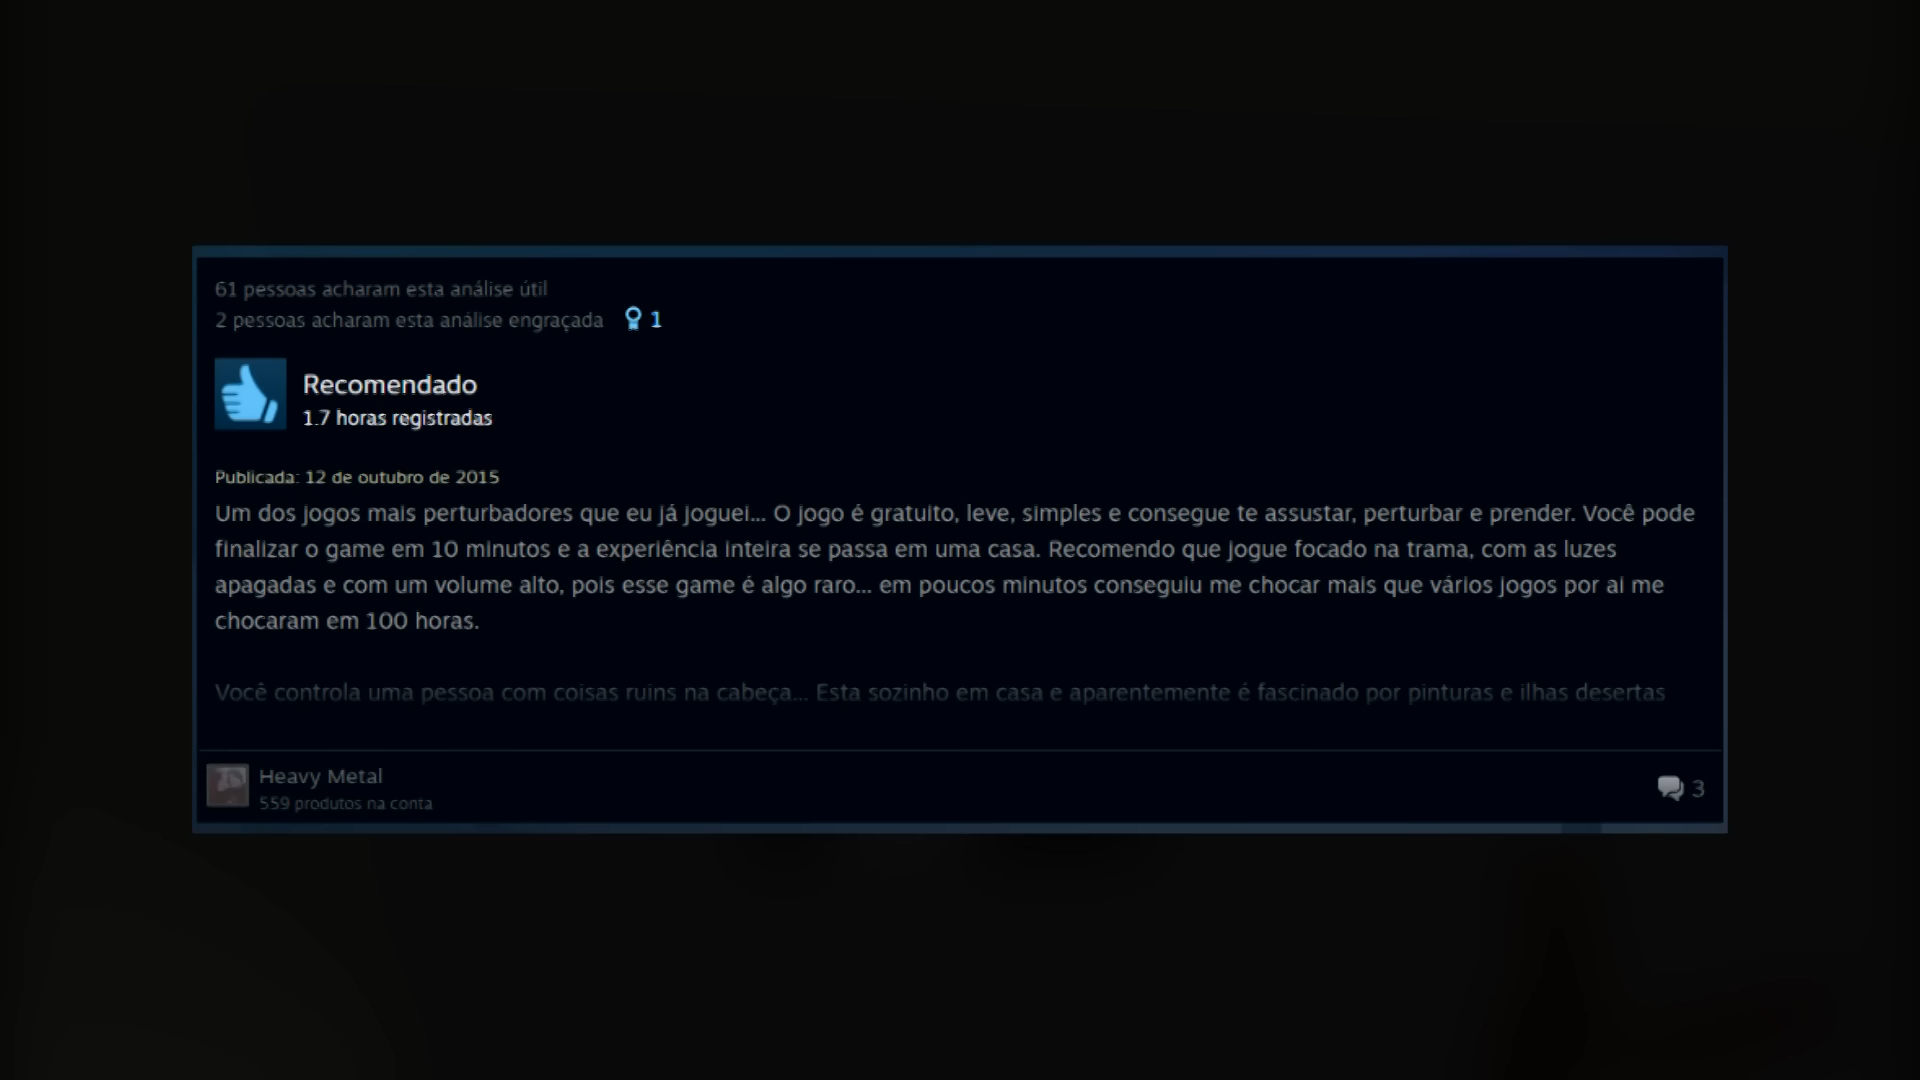 61 pessoas acharam esta análise útil
2 pessoas acharam esta análise engraçada 1
Recomendado
1.7 horas registradas
Publicada: 12 de outubro de 2015
Um dos jogos mais perturbadores que eu já joguei... O jogo é gratuito, leve, simples e consegue te assustar, perturbar e prender. Você pode
finalizar o game em 10 minutos e a experiência inteira se passa em uma casa. Recomendo que jogue focado na trama, com as luzes
apagadas e com um volume alto, pois esse game é algo raro... em poucos minutos conseguiu me chocar mais que vários jogos por ai me
chocaram em 100 horas.
Você controla uma pessoa com coisas ruins na cabeça... Esta sozinho em casa e aparentemente é fascinado por pinturas e ilhas desertas
Heavy Metal
559 produtos na conta
3